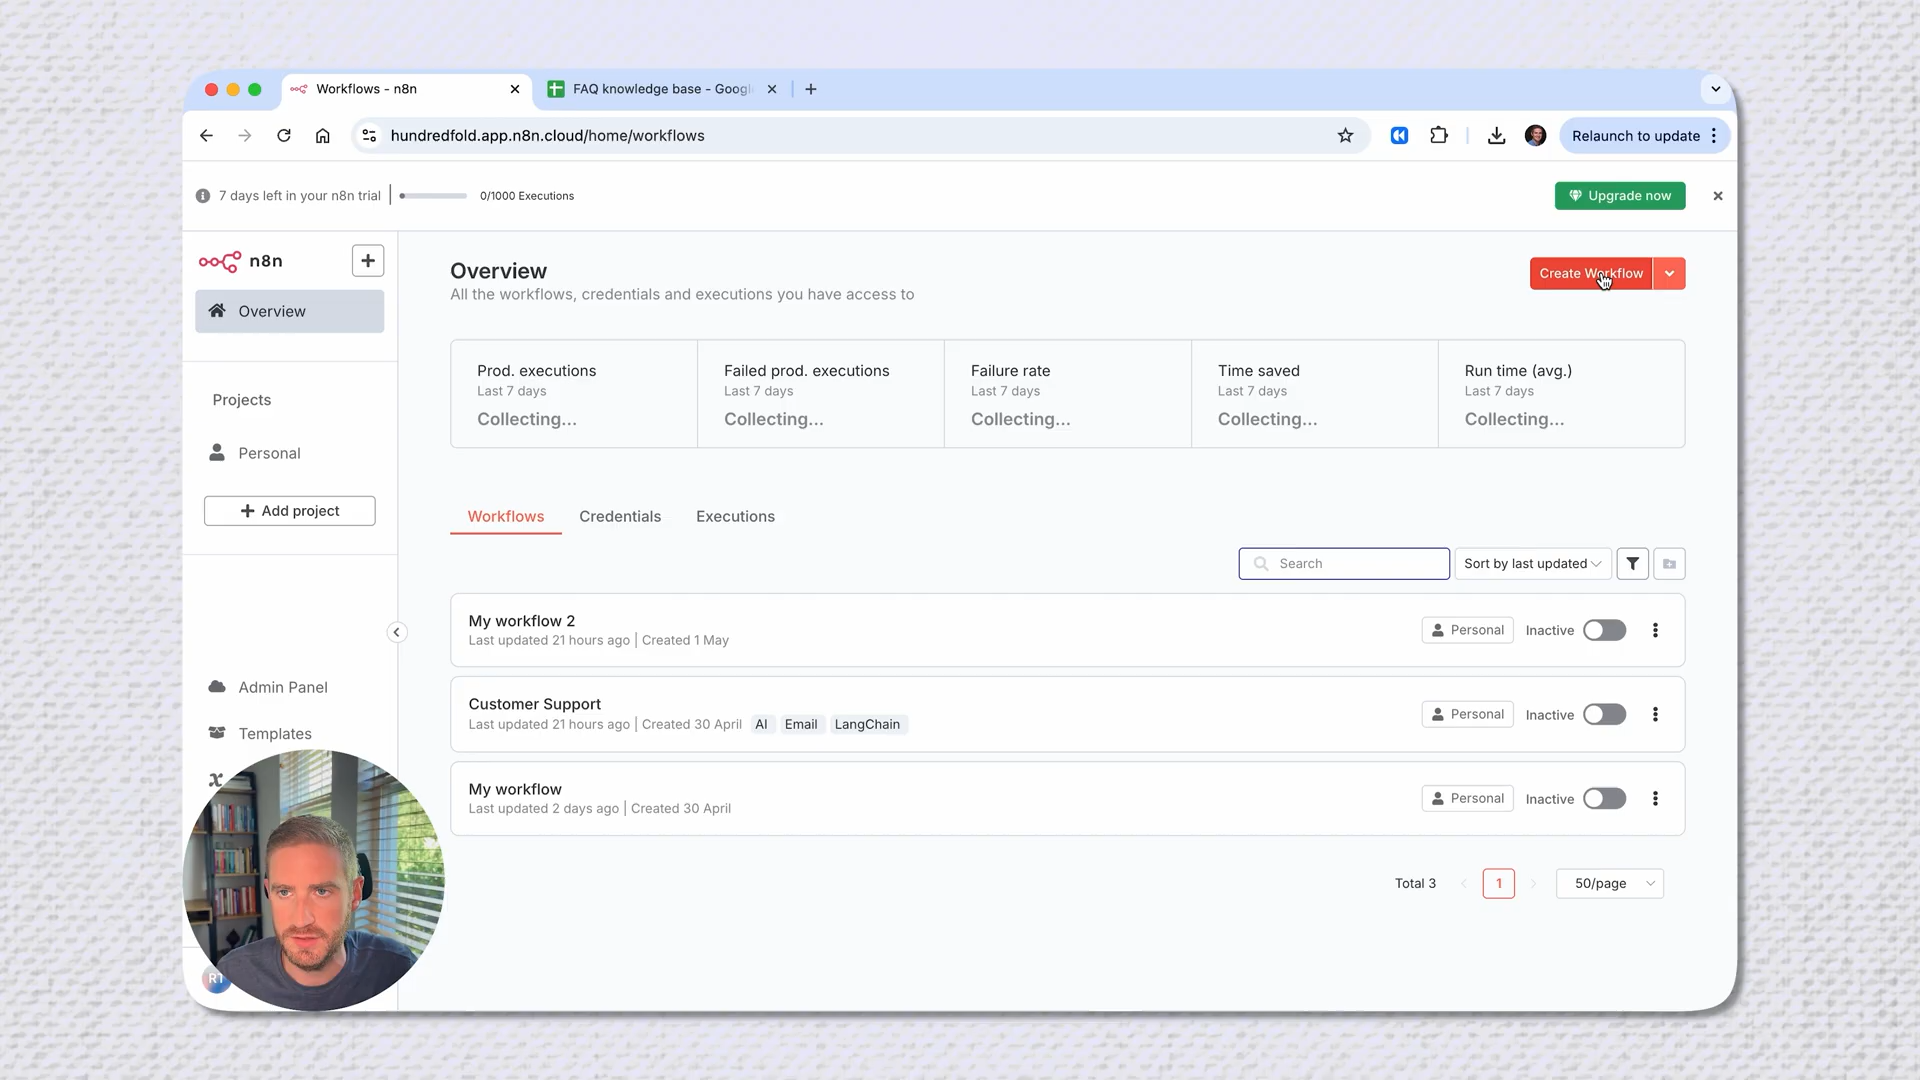 Workflows - n8n
FAQ knowledge base - Googl
hundredfold.app.n8n.cloud/home/workflows
Relaunch to update
7 days left in your n8n trial
0/1000 Executions
Upgrade now
n8n
Overview
Projects
Personal
Add project
Admin Panel
Templates
RT
Overview
All the workflows, credentials and executions you have access to
Create Workflow
Prod. executions
Last 7 days
Collecting...
Failed prod. executions
Last 7 days
Collecting...
Failure rate
Last 7 days
Collecting...
Time saved
Last 7 days
Collecting...
Run time (avg.)
Last 7 days
Collecting...
Workflows Credentials Executions
Search
Sort by last updated
My workflow 2
Last updated 21 hours ago | Created 1 May
Personal
Inactive
Customer Support
Last updated 21 hours ago | Created 30 April AI Email LangChain
Personal
Inactive
My workflow
Last updated 2 days ago | Created 30 April
Personal
Inactive
Total 3
1
50/page